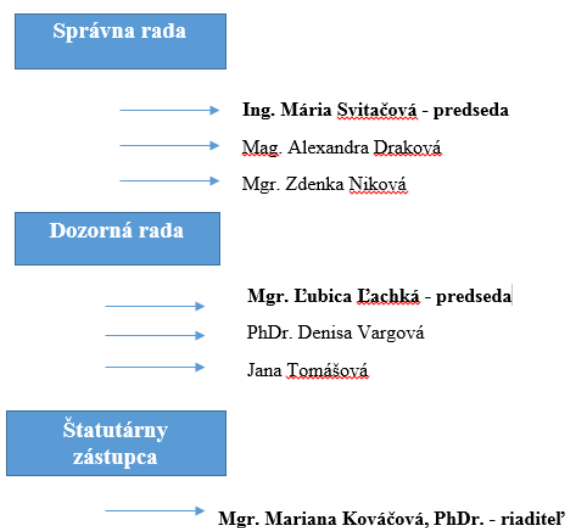 Správna rada
Ing. Mária Svitačová - predseda
Mag. Alexandra Draková
Mgr. Zdenka Niková
Dozorná rada
Mgr. Ľubica Ľachká - predseda
PhDr. Denisa Vargová
Jana Tomášová
Štatutárny
zástupca
Mgr. Mariana Kováčová, PhDr. - riaditeľ